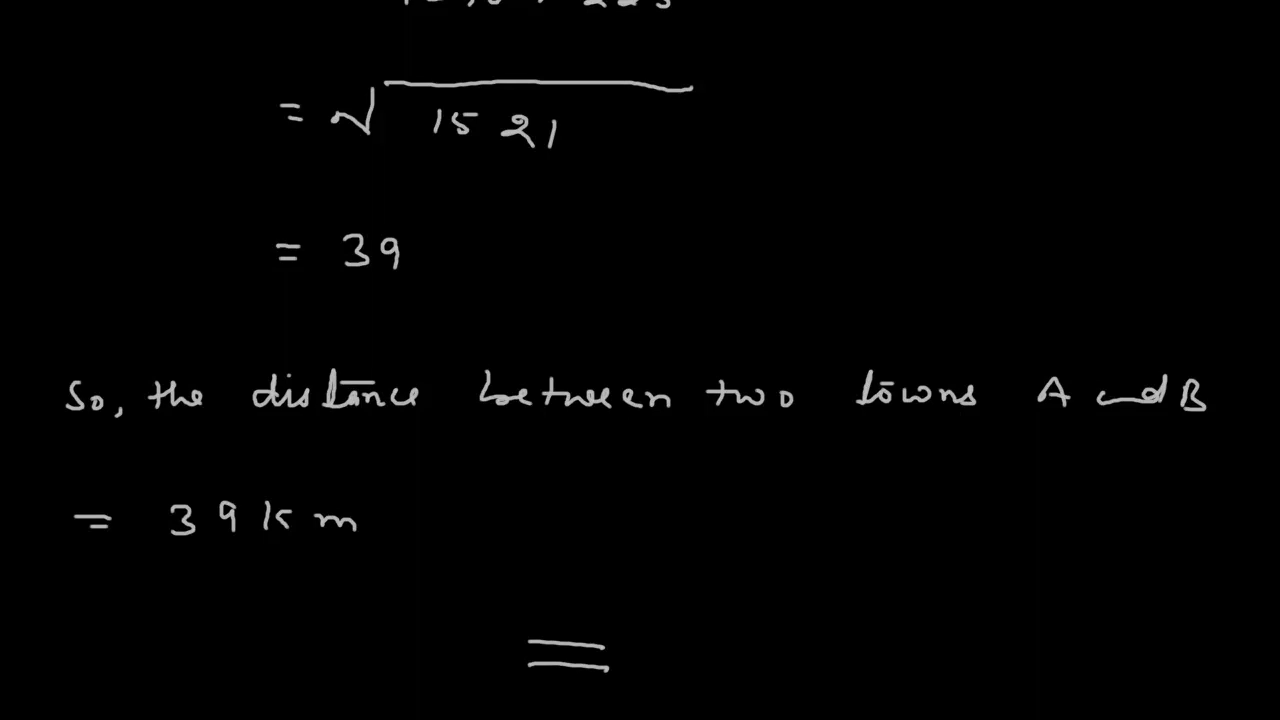 = √1521
= 39
So, the distance between two towns A and B
= 39 Km